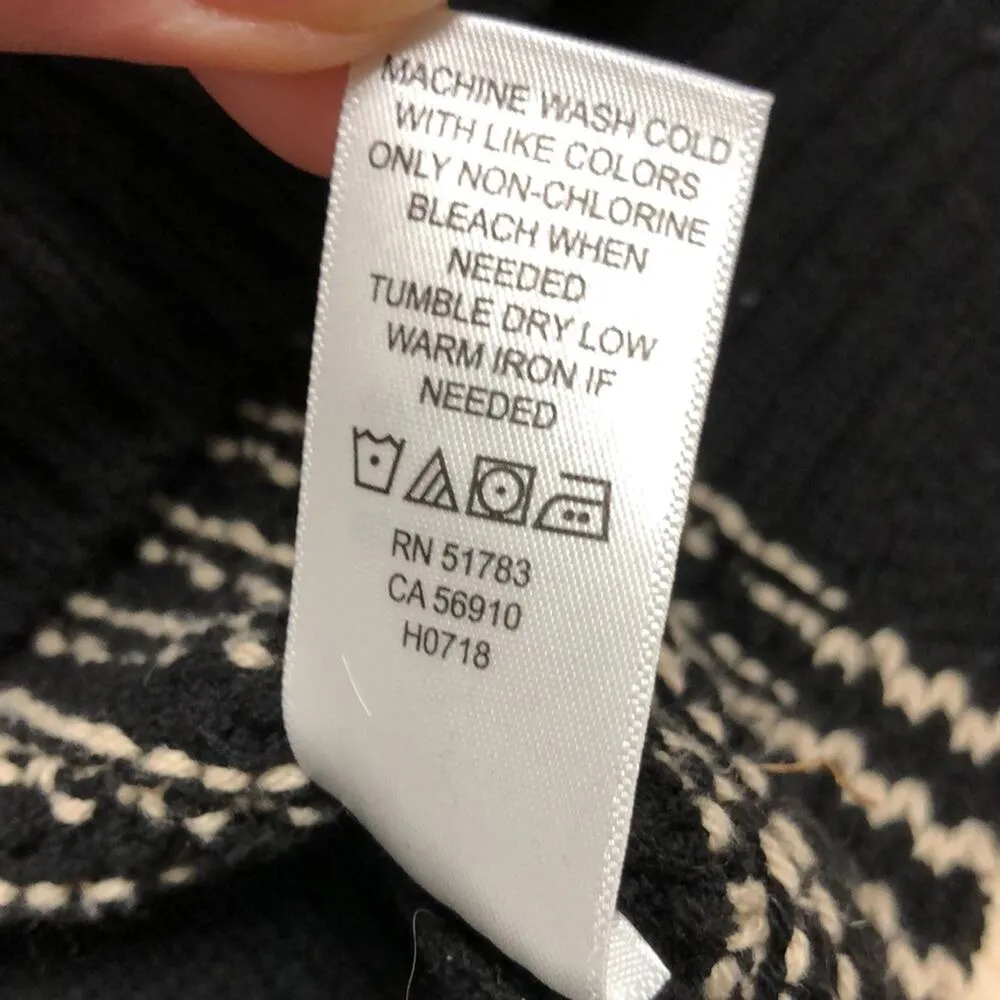 MACHINE WASH COLD
WITH LIKE COLORS
ONLY NON-CHLORINE
BLEACH WHEN
NEEDED
TUMBLE DRY LOW
WARM IRON IF
NEEDED
RN 51783
CA 56910
H0718